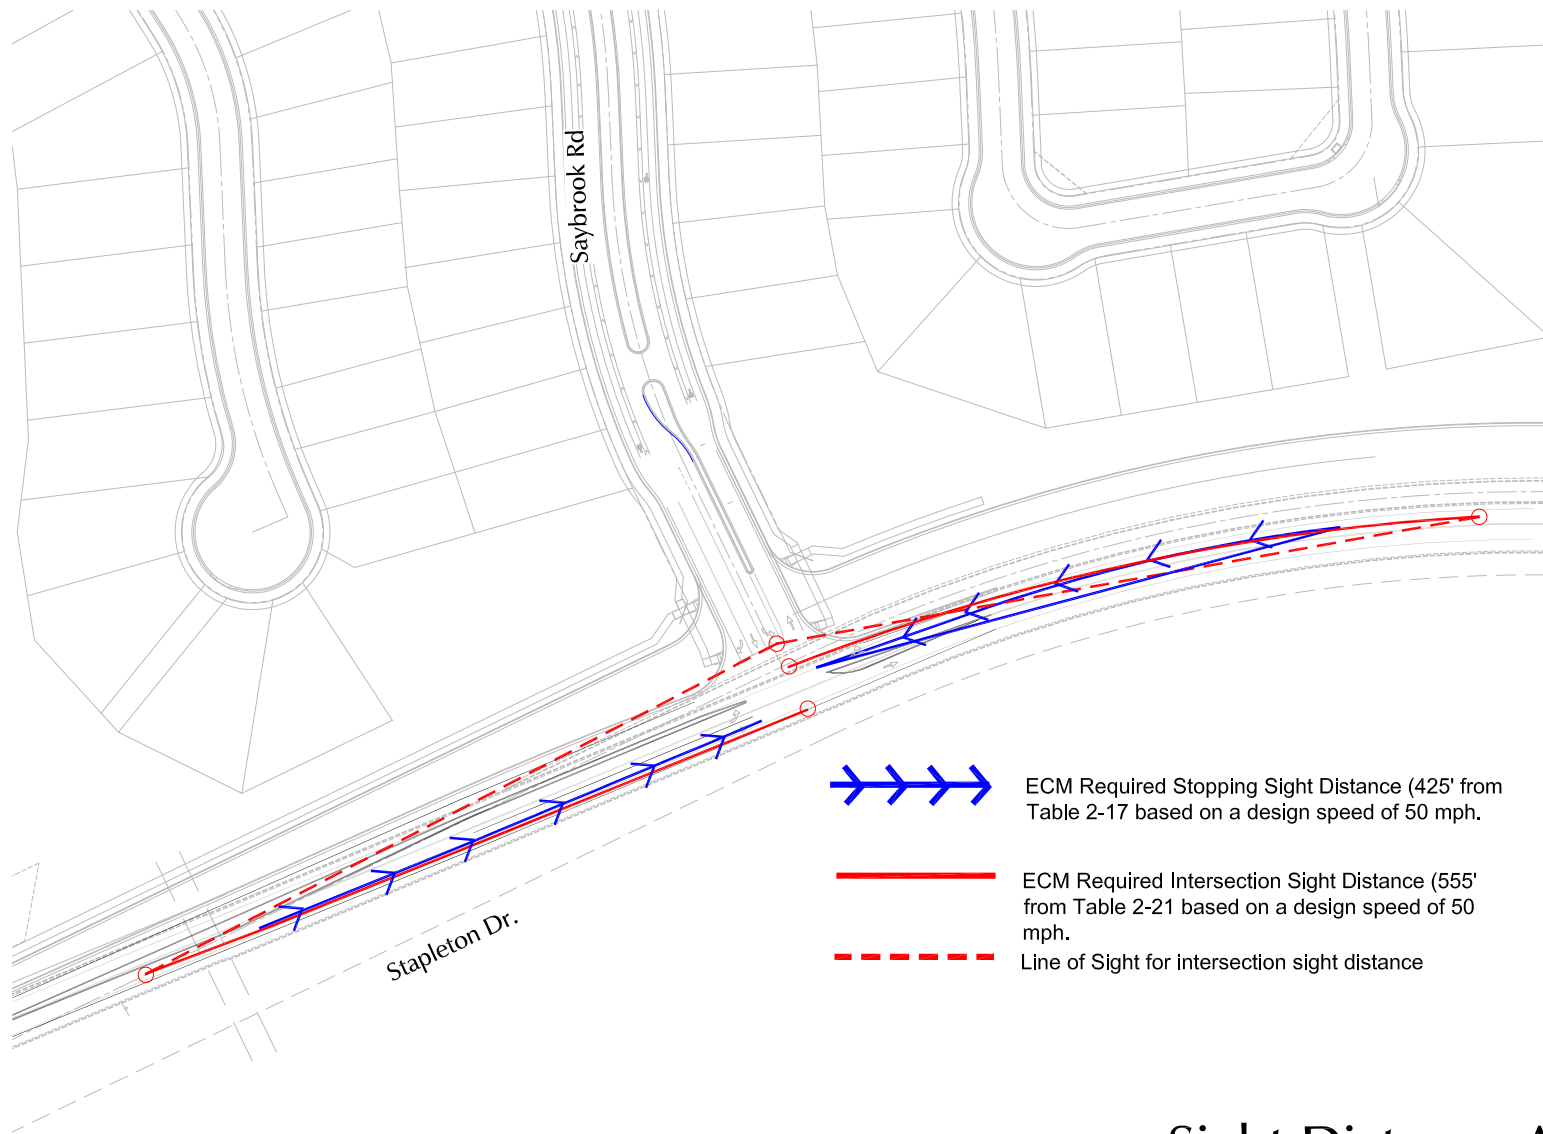 Saybrook Rd
ECM Required Stopping Sight Distance (425' from
Table 2-17 based on a design speed of 50 mph.
ECM Required Intersection Sight Distance (555'
from Table 2-21 based on a design speed of 50
mph.
Stapleton Dr.
Line of Sight for intersection sight distance